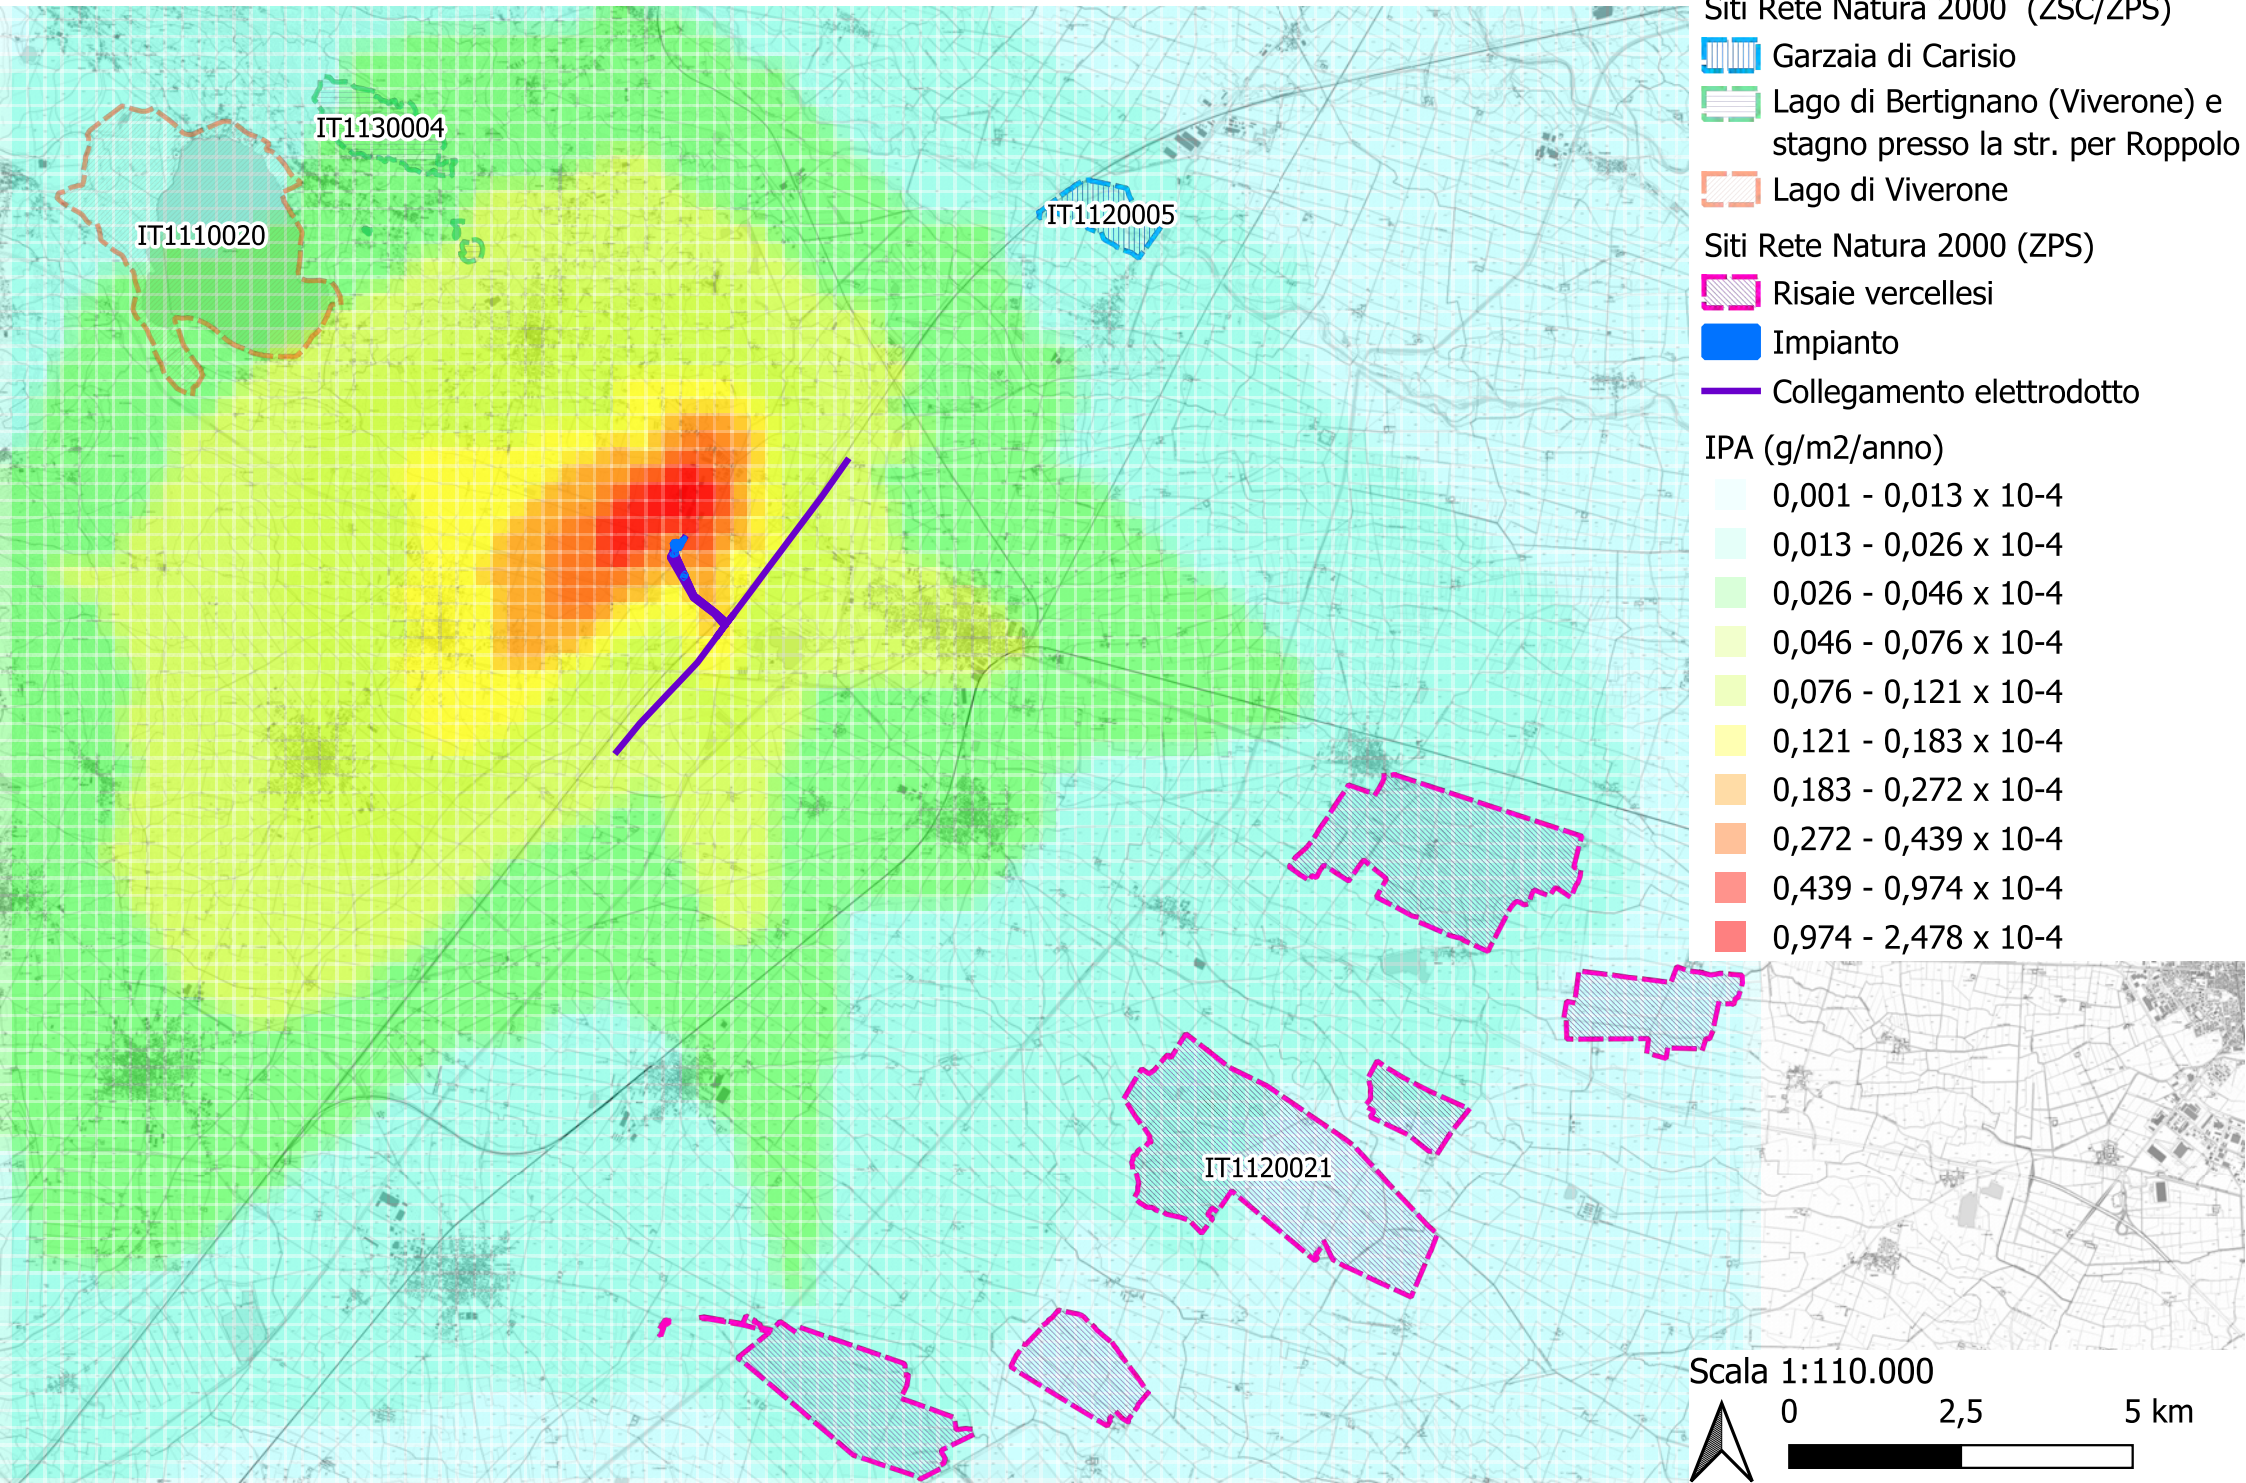 Siti Rete Natura 2000 (ZSC/ZPS)
Garzaia di Carisio
Lago di Bertignano (Viverone) e
stagno presso la str. per Roppolo
Lago di Viverone
Siti Rete Natura 2000 (ZPS)
Risaie vercellesi
Impianto
Collegamento elettrodotto
IPA (g/m2/anno)
0,001 - 0,013 x 10-4
0,013 - 0,026 x 10-4
0,026 - 0,046 x 10-4
0,046 - 0,076 x 10-4
0,076 - 0,121 x 10-4
0,121 - 0,183 x 10-4
0,183 - 0,272 x 10-4
0,272 - 0,439 x 10-4
0,439 - 0,974 x 10-4
0,974 - 2,478 x 10-4
IT1130004
IT1110020
IT1120005
IT1120021
Scala 1:110.000
0 2,5 5 km